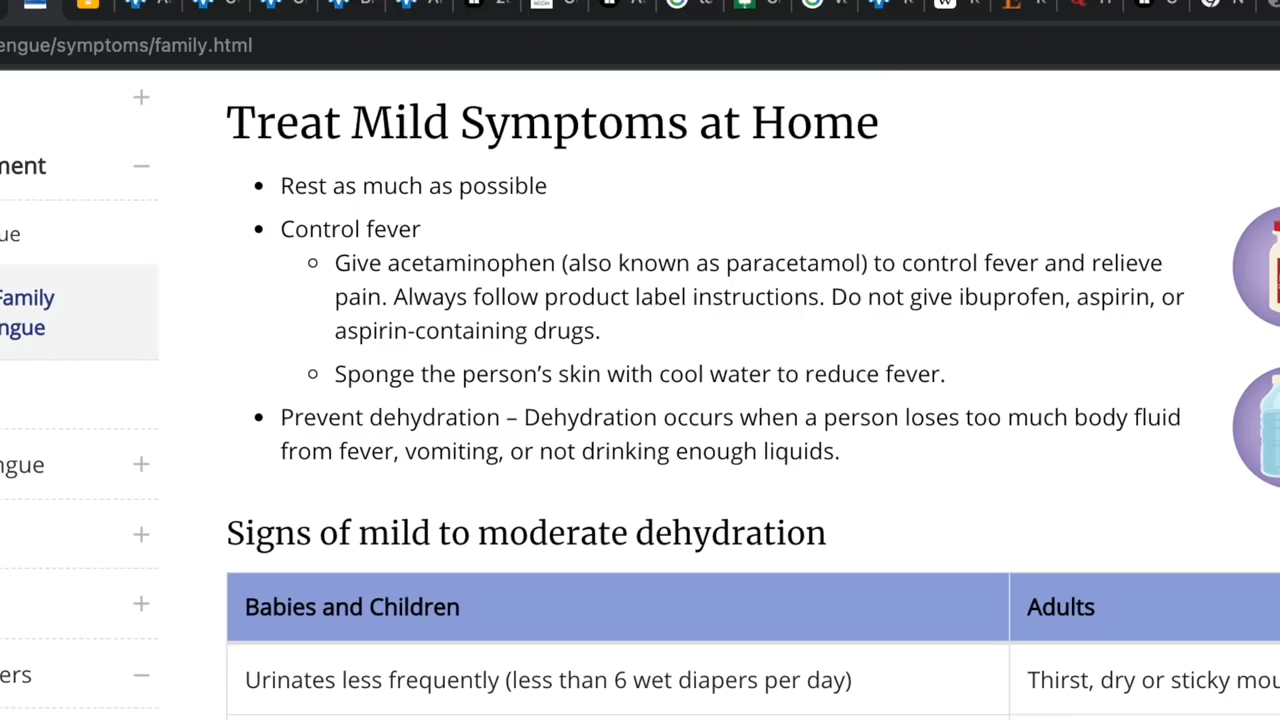 engue/symptoms/family.html
Treat Mild Symptoms at Home
ment
• Rest as much as possible
ue
• Control fever
○ Give acetaminophen (also known as paracetamol) to control fever and relieve
pain. Always follow product label instructions. Do not give ibuprofen, aspirin, or
aspirin-containing drugs.
Family
ngue
○ Sponge the person's skin with cool water to reduce fever.
• Prevent dehydration – Dehydration occurs when a person loses too much body fluid
from fever, vomiting, or not drinking enough liquids.
ngue
Signs of mild to moderate dehydration
Babies and Children
Adults
ers
Urinates less frequently (less than 6 wet diapers per day)
Thirst, dry or sticky mou